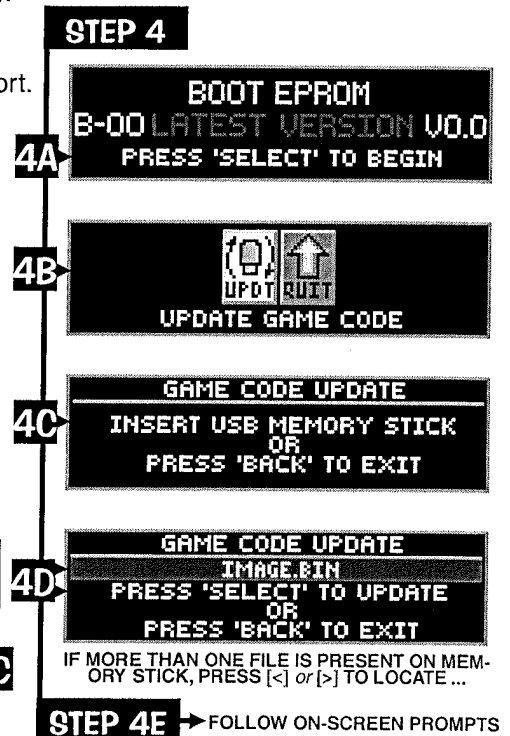 STEP 4
ort.
BOOT EPROM
B-00 LATEST VERSION V0.0
4A
PRESS 'SELECT' TO BEGIN
4B
UPDT QUIT
UPDATE GAME CODE
GAME CODE UPDATE
4C
INSERT USB MEMORY STICK
OR
PRESS 'BACK' TO EXIT
GAME CODE UPDATE
IMAGE.BIN
4D
PRESS 'SELECT' TO UPDATE
OR
PRESS 'BACK' TO EXIT
IF MORE THAN ONE FILE IS PRESENT ON MEM-
ORY STICK, PRESS [<] or [>] TO LOCATE ...
STEP 4E FOLLOW ON-SCREEN PROMPTS